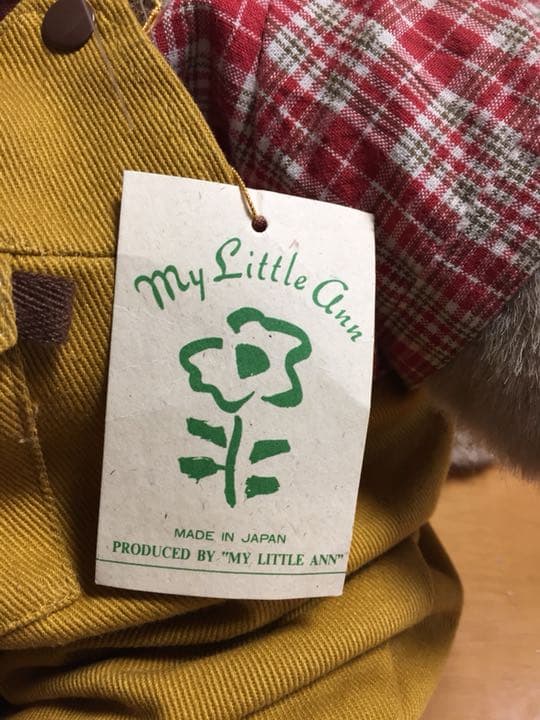 My Little Ann
MADE IN JAPAN
PRODUCED BY "MY LITTLE ANN"